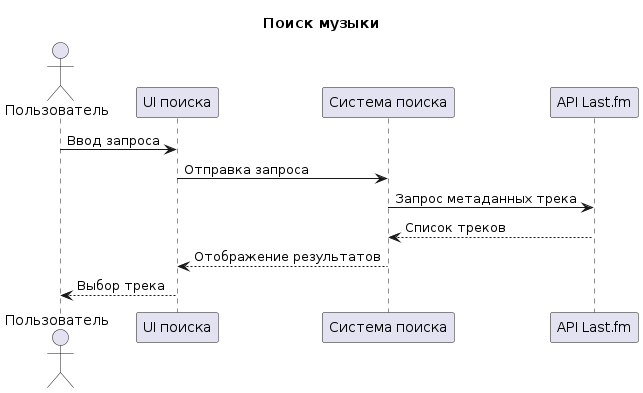 Поиск музыки
Пользователь
UI поиска
Система поиска
API Last.fm
Ввод запроса
Отправка запроса
Запрос метаданных трека
Список треков
Отображение результатов
Выбор трека
Пользователь
UI поиска
Система поиска
API Last.fm